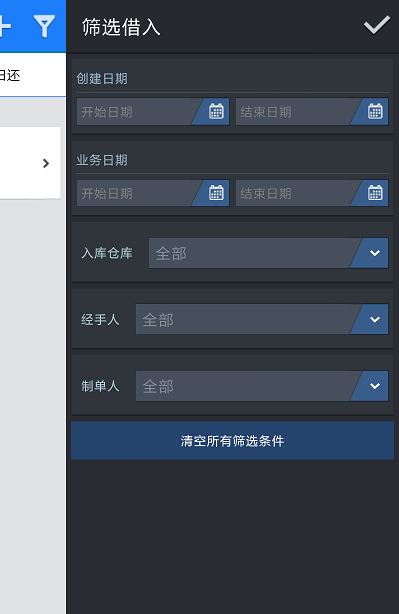 筛选借入
归还
创建日期
开始日期 结束日期
业务日期
开始日期 结束日期
入库仓库 全部
经手人 全部
制单人 全部
清空所有筛选条件